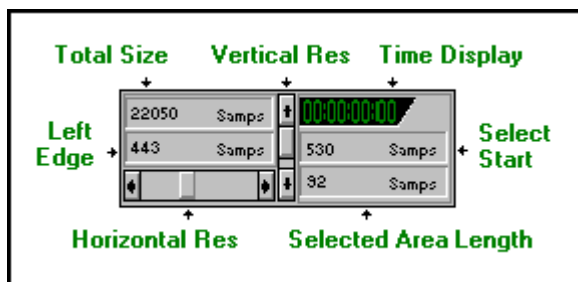 Total Size Vertical Res Time Display
22050 Samps 00:00:00:00
Left Edge 443 Samps 530 Samps Select Start
92 Samps
Horizontal Res Selected Area Length